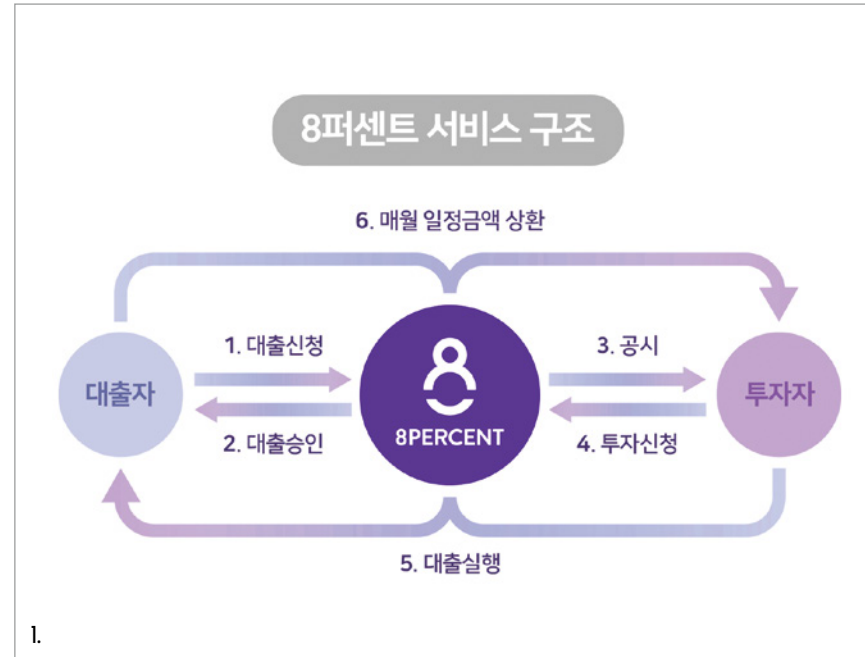 8퍼센트 서비스 구조
6. 매월 일정금액 상환
1. 대출신청
3. 공시
대출자
8
8PERCENT
투자자
2. 대출승인
4. 투자신청
5. 대출실행
1.